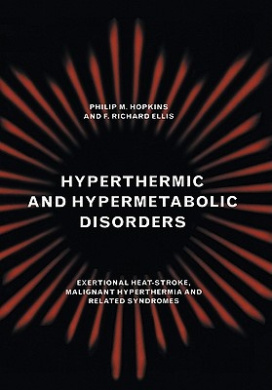 PHILIP M. HOPKINS
AND F. RICHARD ELLIS
HYPERTHERMIC
AND HYPERMETABOLIC
DISORDERS
EXERTIONAL HEAT-STROKE,
MALIGNANT HYPERTHERMIA AND
RELATED SYNDROMES